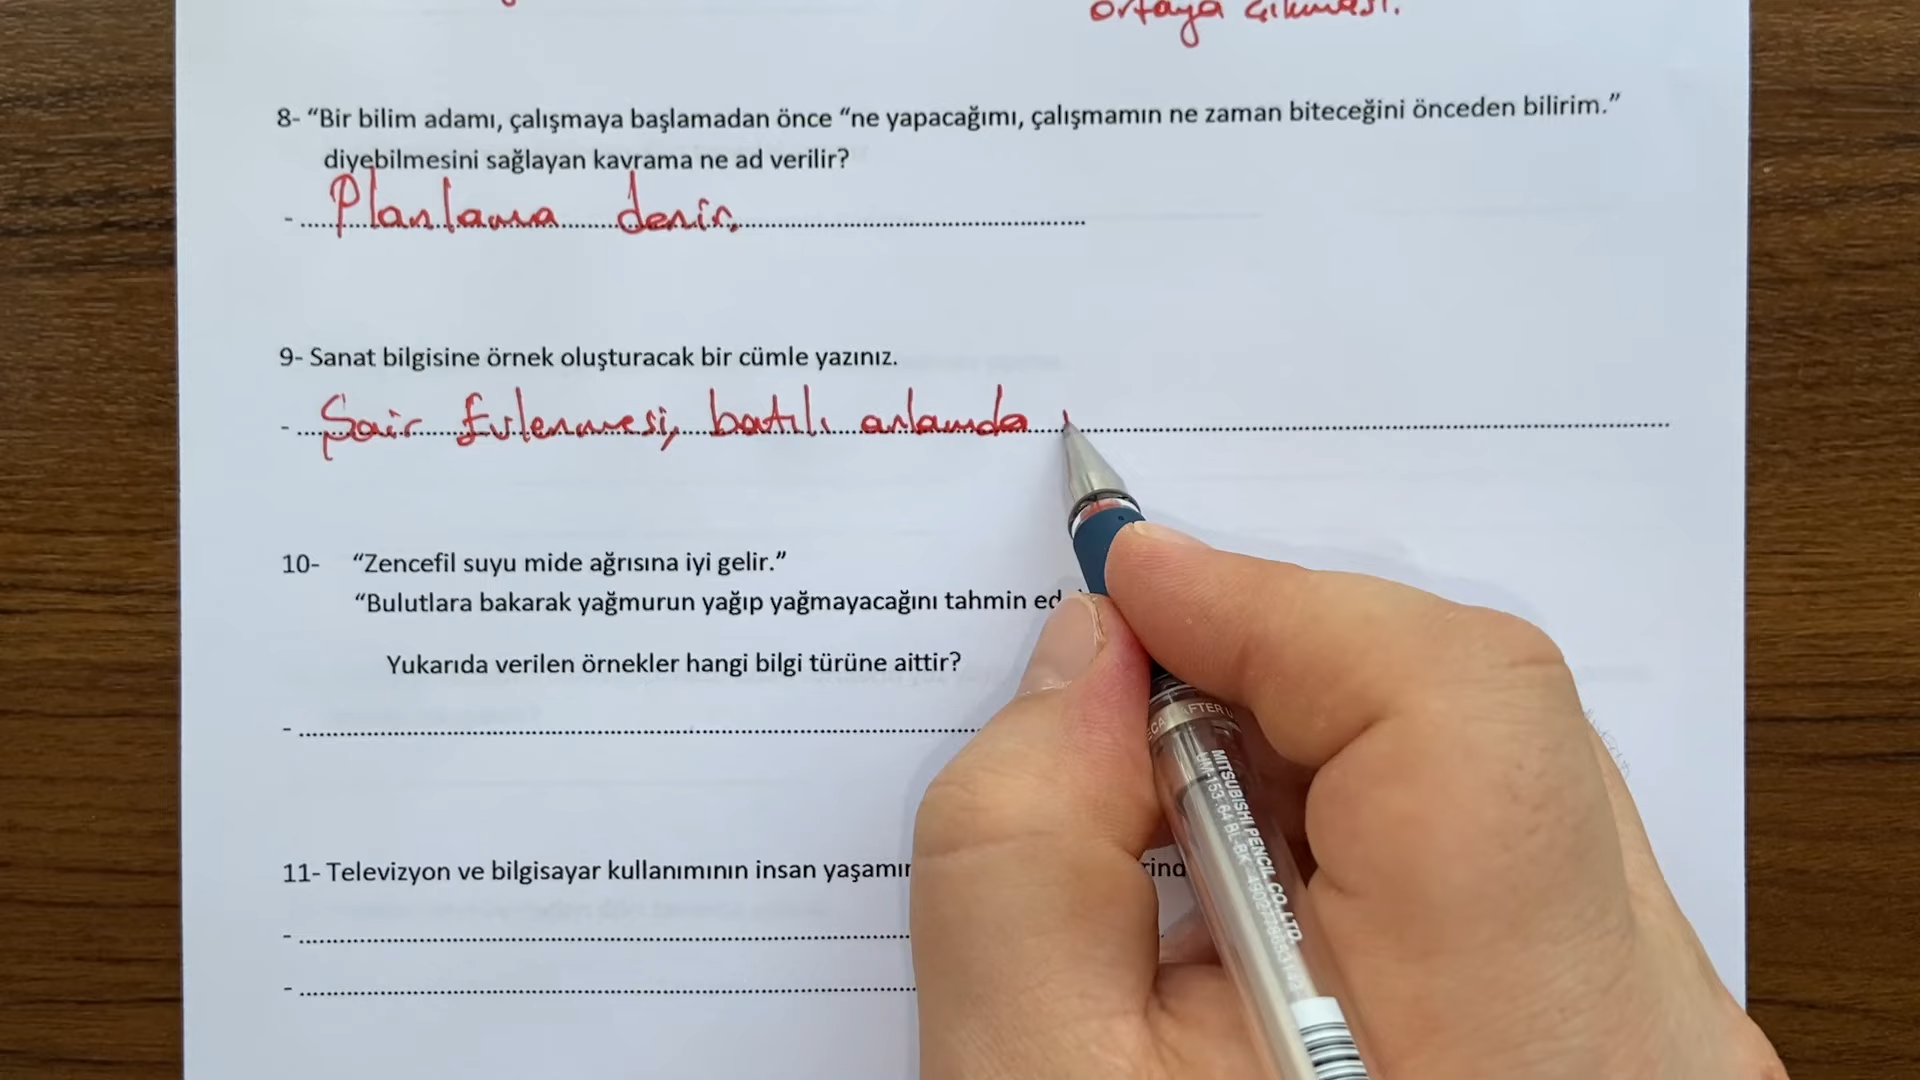 ortaya çıkması.
8- “Bir bilim adamı, çalışmaya başlamadan önce “ne yapacağımı, çalışmamın ne zaman biteceğini önceden bilirim.”
diyebilmesini sağlayan kavrama ne ad verilir?
- Planlama denir.
9- Sanat bilgisine örnek oluşturacak bir cümle yazınız.
- Şair Evlenmesi, batılı anlamda
10- “Zencefil suyu mide ağrısına iyi gelir.”
“Bulutlara bakarak yağmurun yağıp yağmayacağını tahmin ed
Yukarıda verilen örnekler hangi bilgi türüne aittir?
-
11- Televizyon ve bilgisayar kullanımının insan yaşamın rind
-
-
MITSUBISHI PENCIL CO., LTD.